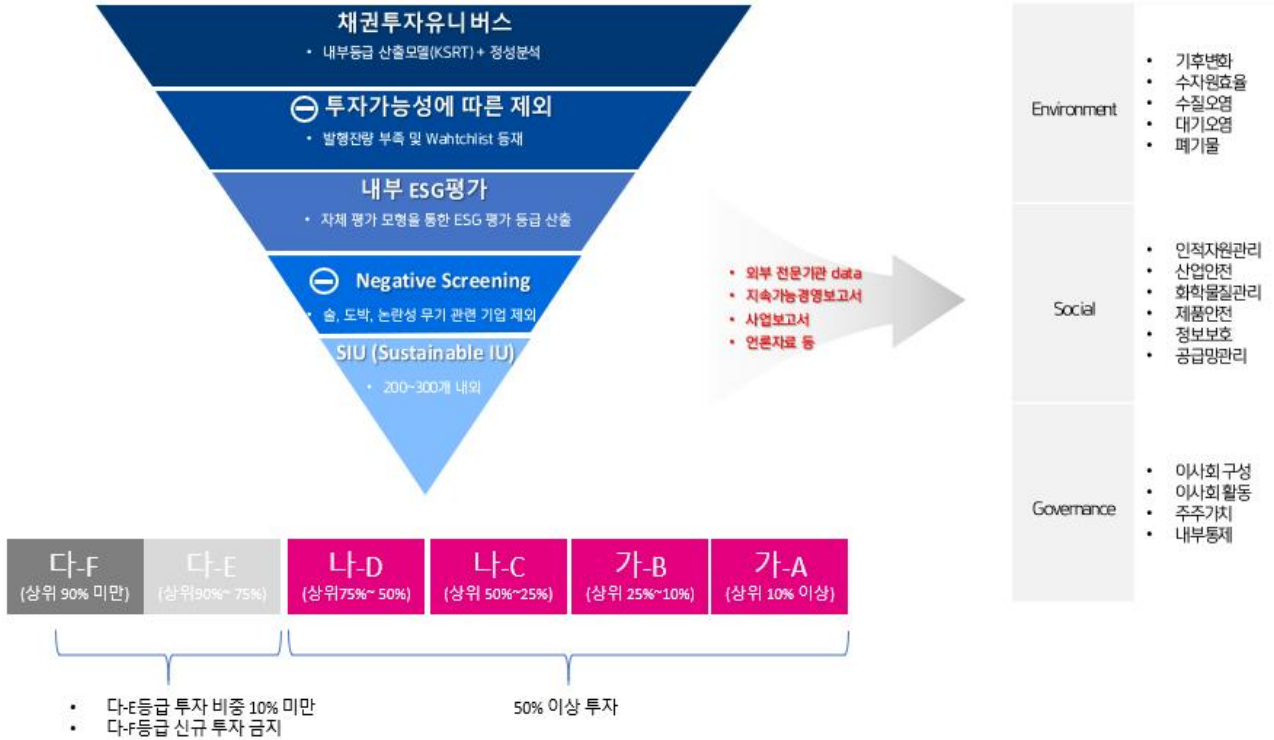 채권투자유니버스
• 내부등급 산출모델(KSRT) + 정성분석
투자가능성에 따른 제외
• 발행잔량 부족 및 Wahtchlist 등재
내부 ESG평가
• 자체 평가 모형을 통한 ESG 평가 등급 산출
Negative Screening
• 술, 도박, 논란성 무기 관련 기업 제외
SIU (Sustainable IU)
• 200~300개 내외
• 외부 전문기관 data
• 지속가능경영보고서
• 사업보고서
• 언론자료 등
Environment
• 기후변화
• 수자원효율
• 수질오염
• 대기오염
• 폐기물
Social
• 인적자원관리
• 산업안전
• 화학물질관리
• 제품안전
• 정보보호
• 공급망관리
Governance
• 이사회 구성
• 이사회 활동
• 주주가치
• 내부통제
다-F
(상위 90% 미만)
다-E
(상위90%~ 75%)
나-D
(상위75%~ 50%)
나-C
(상위 50%~25%)
가-B
(상위 25%~10%)
가-A
(상위 10% 이상)
• 다-E등급 투자 비중 10% 미만
• 다-F등급 신규 투자 금지
50% 이상 투자